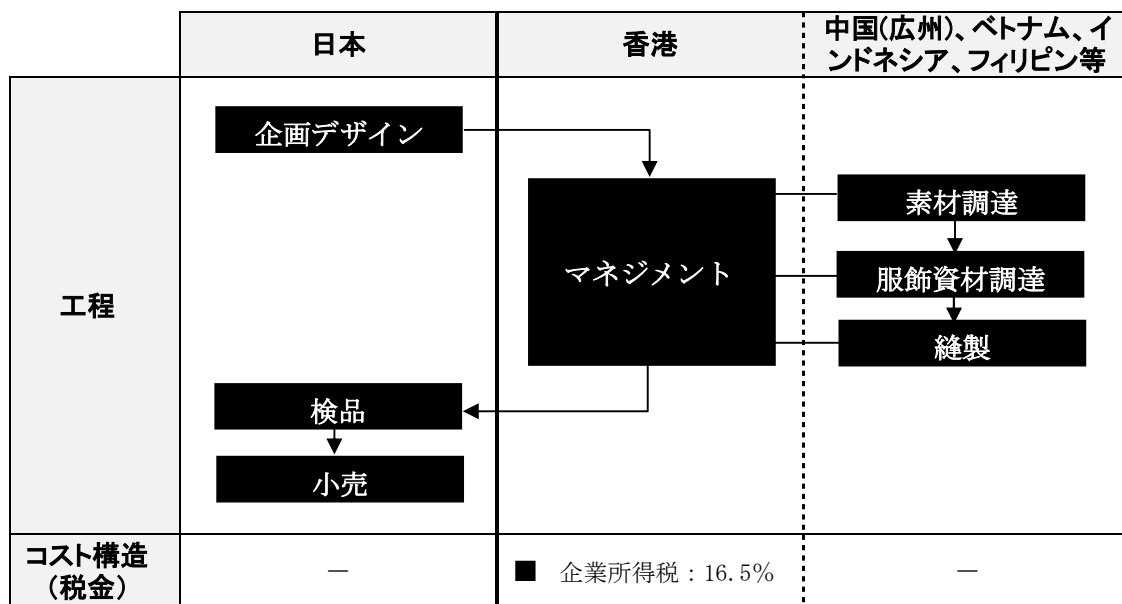 日本
香港
中国(広州)、ベトナム、イ
ンドネシア、フィリピン等
工程
企画デザイン
マネジメント
素材調達
服飾資材調達
縫製
検品
小売
コスト構造
(税金)
―
■ 企業所得税：16.5%
―